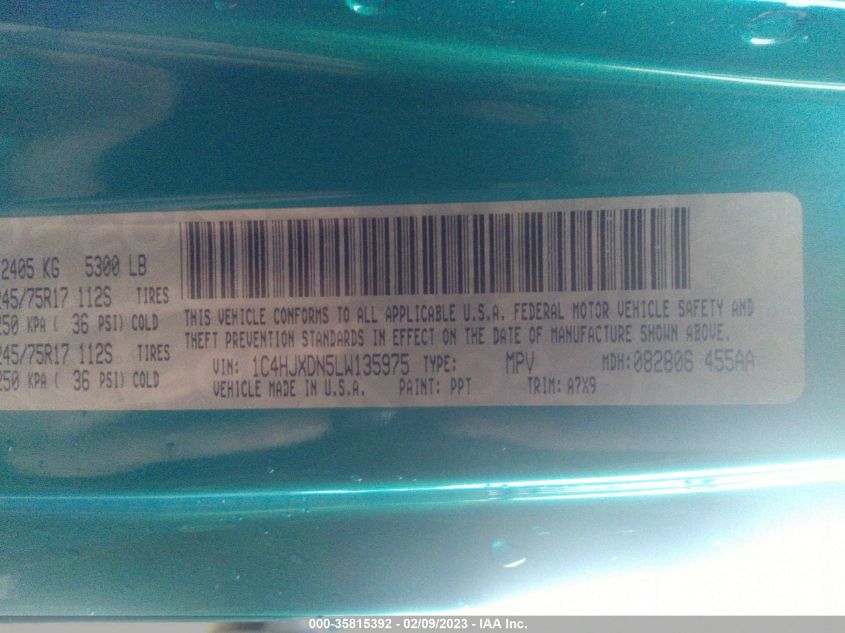 2405 KG 5300 LB
245/75R17 112S TIRES
250 KPA ( 36 PSI) COLD
245/75R17 112S TIRES
250 KPA ( 36 PSI) COLD
THIS VEHICLE CONFORMS TO ALL APPLICABLE U.S.A. FEDERAL MOTOR VEHICLE SAFETY AND
THEFT PREVENTION STANDARDS IN EFFECT ON THE DATE OF MANUFACTURE SHOWN ABOVE.
VIN: 1C4HJXDN5LW135975 TYPE: MPV MDH:082806 455AA
VEHICLE MADE IN U.S.A. PAINT: PPT TRIM: A7X9
000-35815392 - 02/09/2023 - IAA Inc.